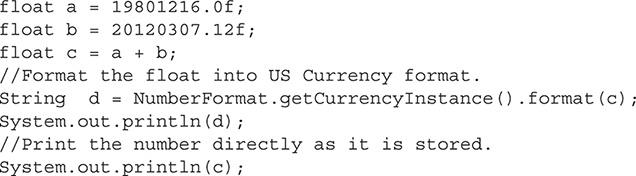 float a = 19801216.0f;
float b = 20120307.12f;
float c = a + b;
//Format the float into US Currency format.
String  d = NumberFormat.getCurrencyInstance().format(c);
System.out.println(d);
//Print the number directly as it is stored.
System.out.println(c);